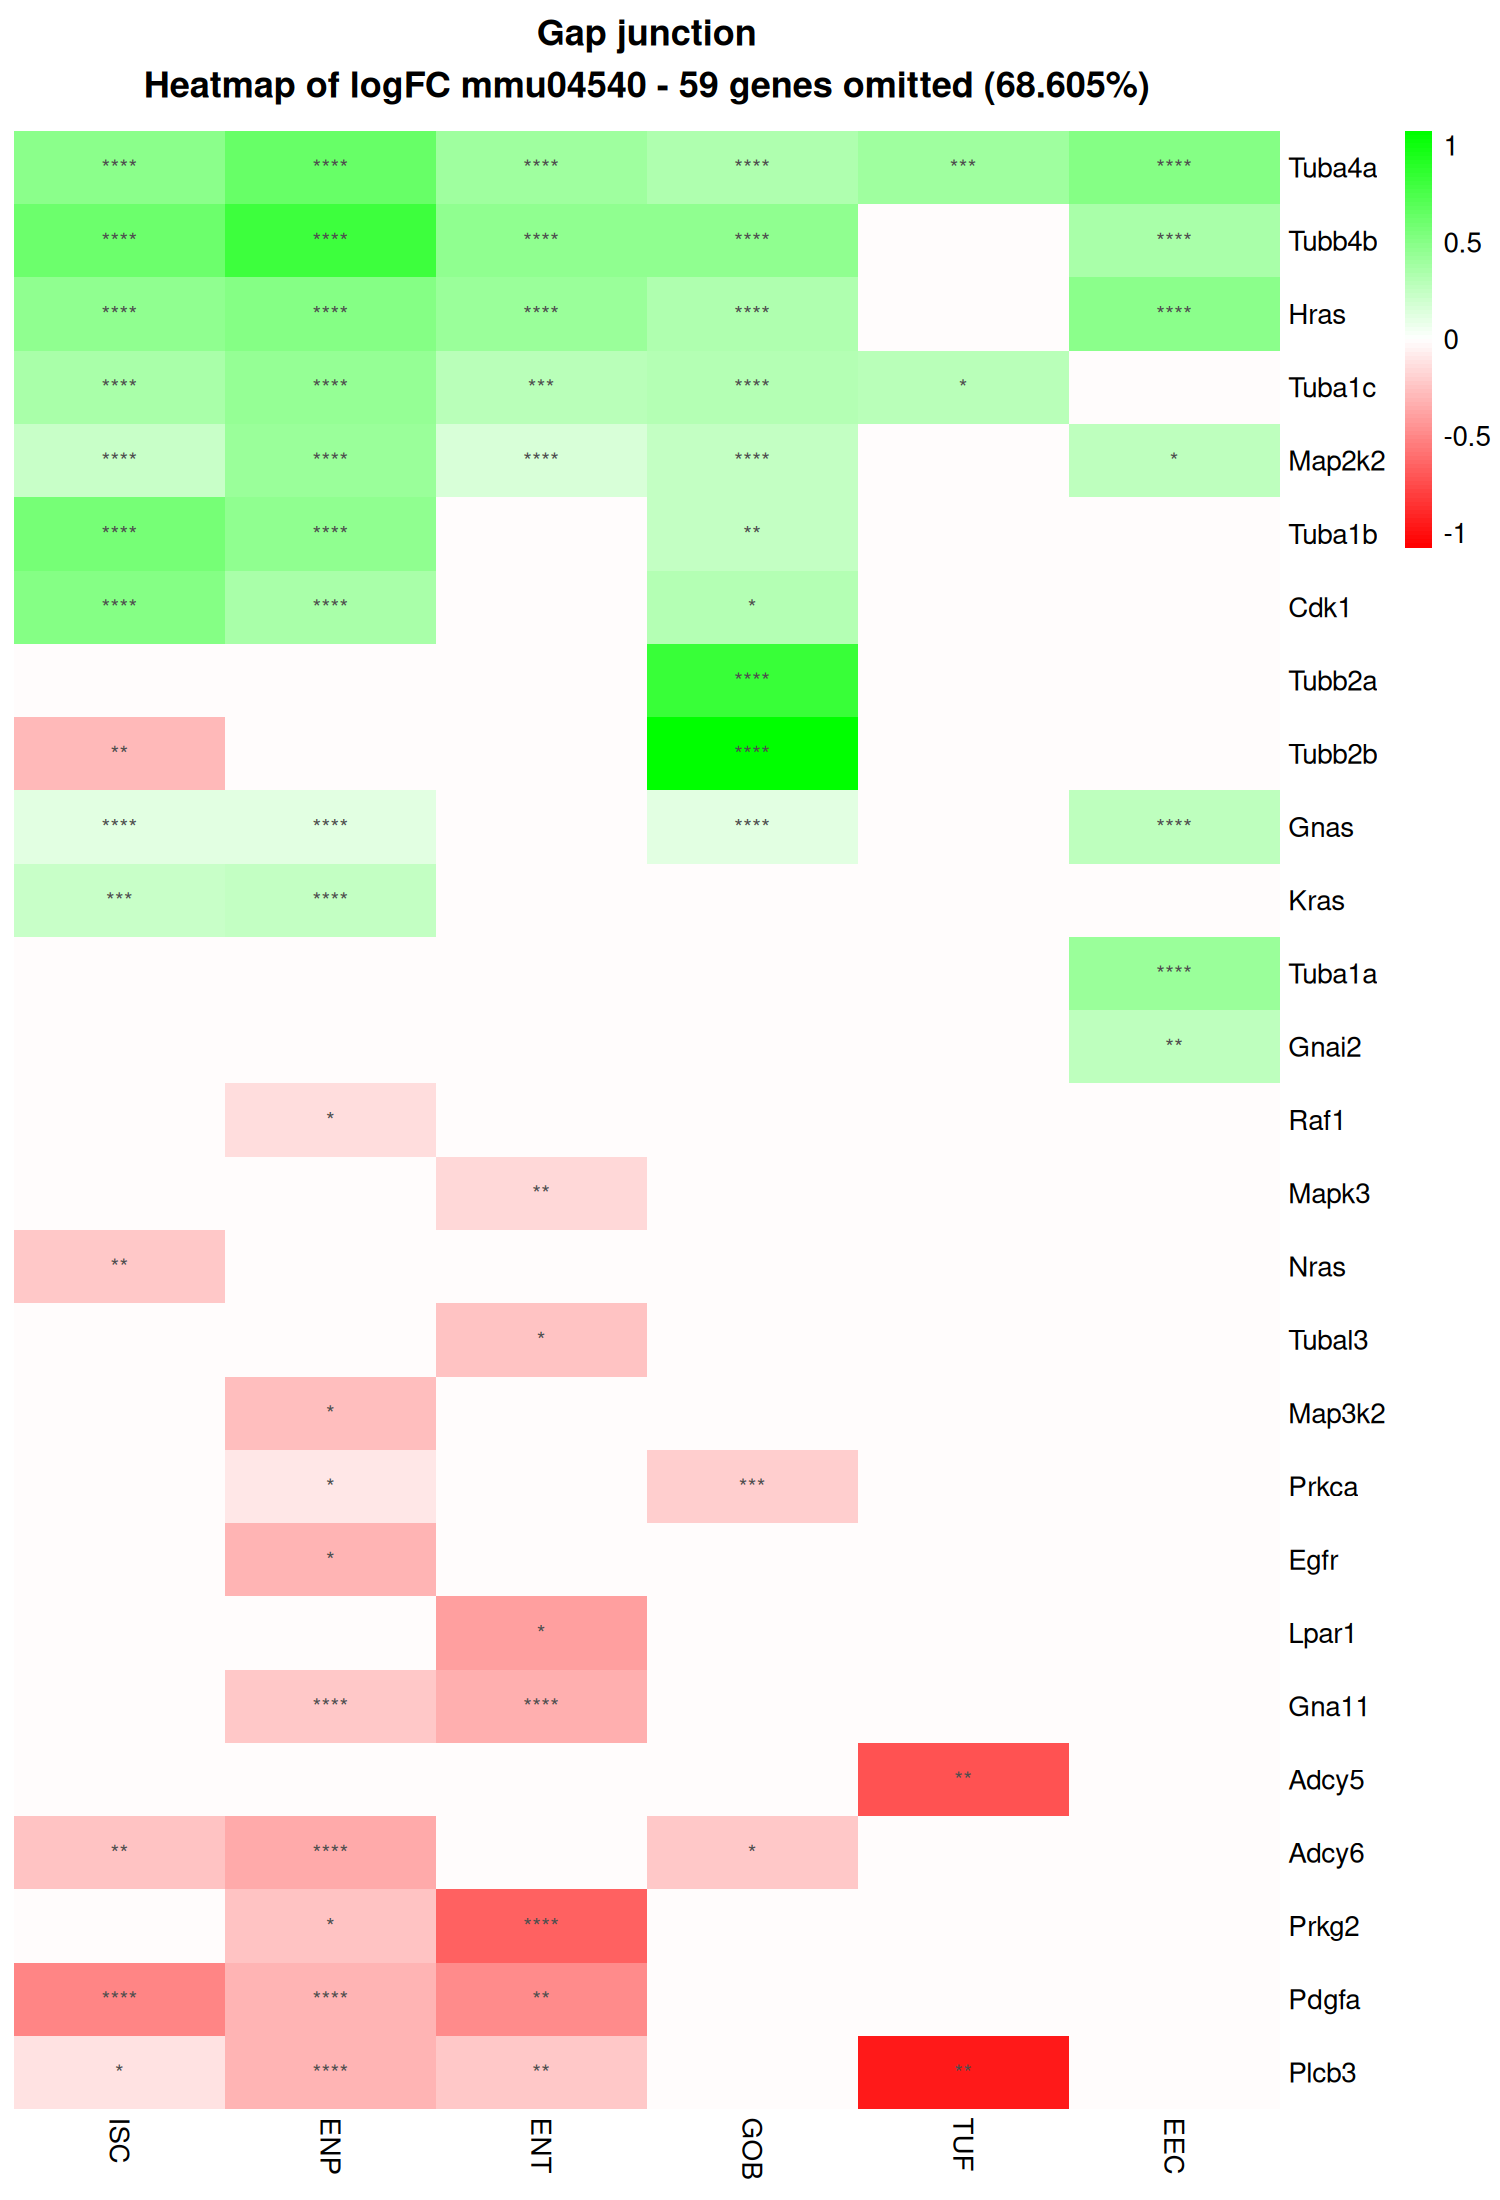 Gap junction
Heatmap of logFC mmu04540 - 59 genes omitted (68.605%)
**** **** **** **** *** **** Tuba4a
**** **** **** **** **** Tubb4b
**** **** **** **** **** Hras
**** **** *** **** * Tuba1c
**** **** **** **** * Map2k2
**** **** ** Tuba1b
**** **** * Cdk1
**** Tubb2a
** **** Tubb2b
**** **** **** **** Gnas
*** **** Kras
**** Tuba1a
** Gnai2
* Raf1
** Mapk3
** Nras
* Tubal3
* Map3k2
* *** Prkca
* Egfr
* Lpar1
**** **** Gna11
** Adcy5
** **** * Adcy6
* **** Prkg2
**** **** ** Pdgfa
* **** ** ** Plcb3
ISC ENP ENT GOB TUF EEC
1
0.5
0
-0.5
-1